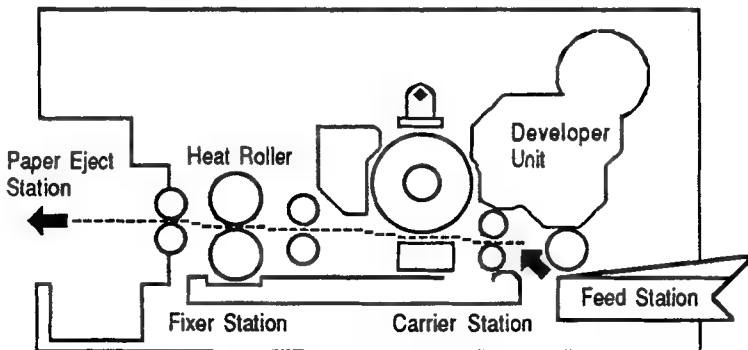 Developer
Unit
Paper Eject
Station
Heat Roller
Feed Station
Fixer Station
Carrier Station